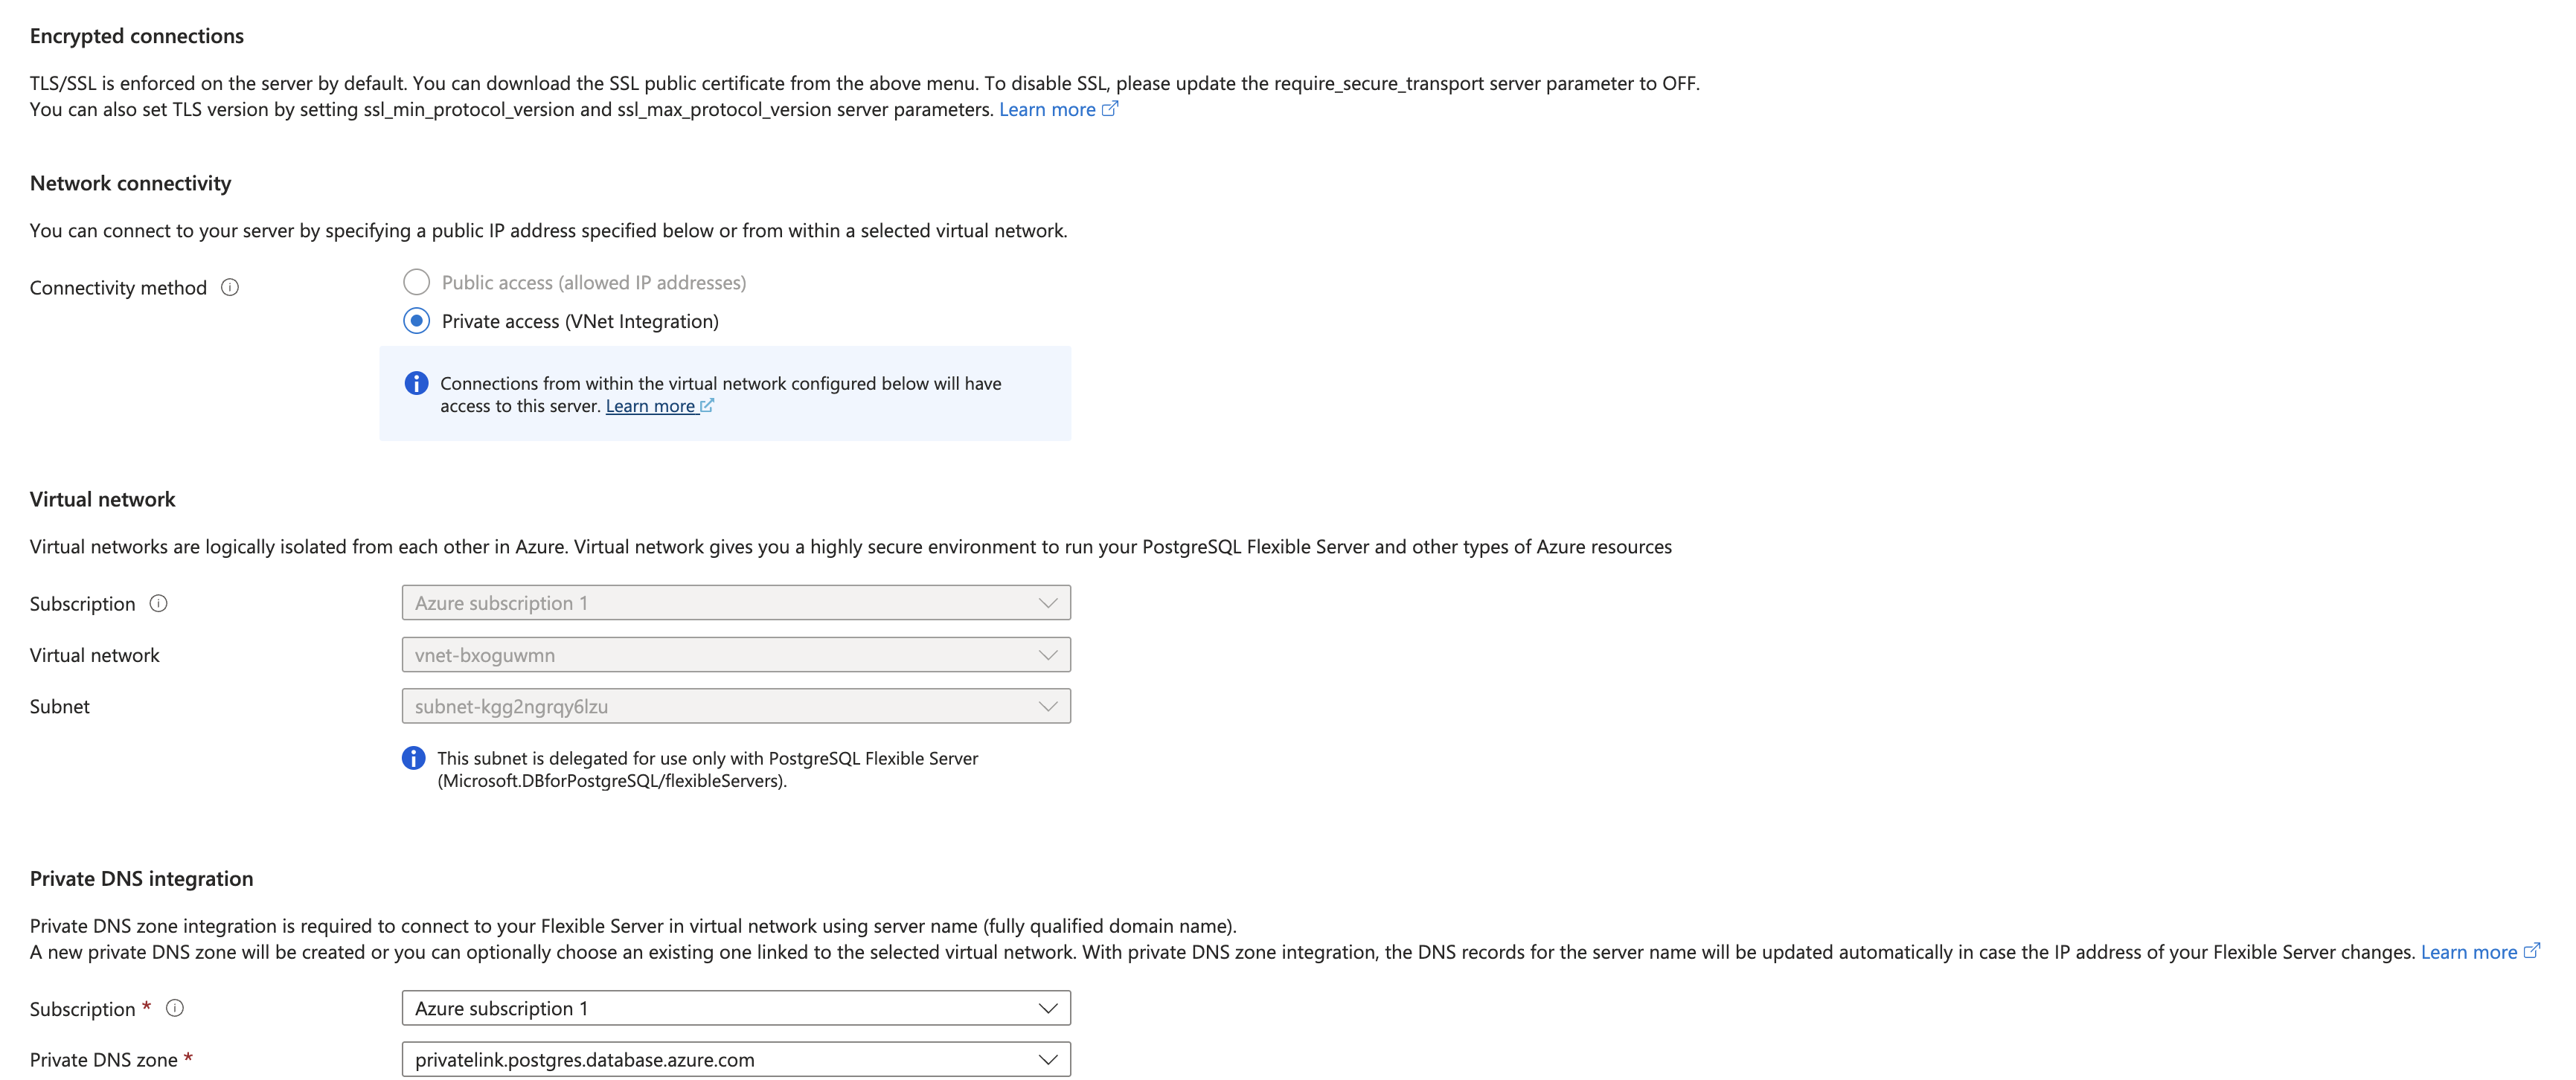 Encrypted connections
TLS/SSL is enforced on the server by default. You can download the SSL public certificate from the above menu. To disable SSL, please update the require_secure_transport server parameter to OFF.
You can also set TLS version by setting ssl_min_protocol_version and ssl_max_protocol_version server parameters. Learn more
Network connectivity
You can connect to your server by specifying a public IP address specified below or from within a selected virtual network.
Connectivity method
Public access (allowed IP addresses)
Private access (VNet Integration)
Connections from within the virtual network configured below will have
access to this server. Learn more
Virtual network
Virtual networks are logically isolated from each other in Azure. Virtual network gives you a highly secure environment to run your PostgreSQL Flexible Server and other types of Azure resources
Subscription
Azure subscription 1
Virtual network
vnet-bxoguwmn
Subnet
subnet-kgg2ngrqy6lzu
This subnet is delegated for use only with PostgreSQL Flexible Server
(Microsoft.DBforPostgreSQL/flexibleServers).
Private DNS integration
Private DNS zone integration is required to connect to your Flexible Server in virtual network using server name (fully qualified domain name).
A new private DNS zone will be created or you can optionally choose an existing one linked to the selected virtual network. With private DNS zone integration, the DNS records for the server name will be updated automatically in case the IP address of your Flexible Server changes. Learn more
Subscription *
Azure subscription 1
Private DNS zone *
privatelink.postgres.database.azure.com